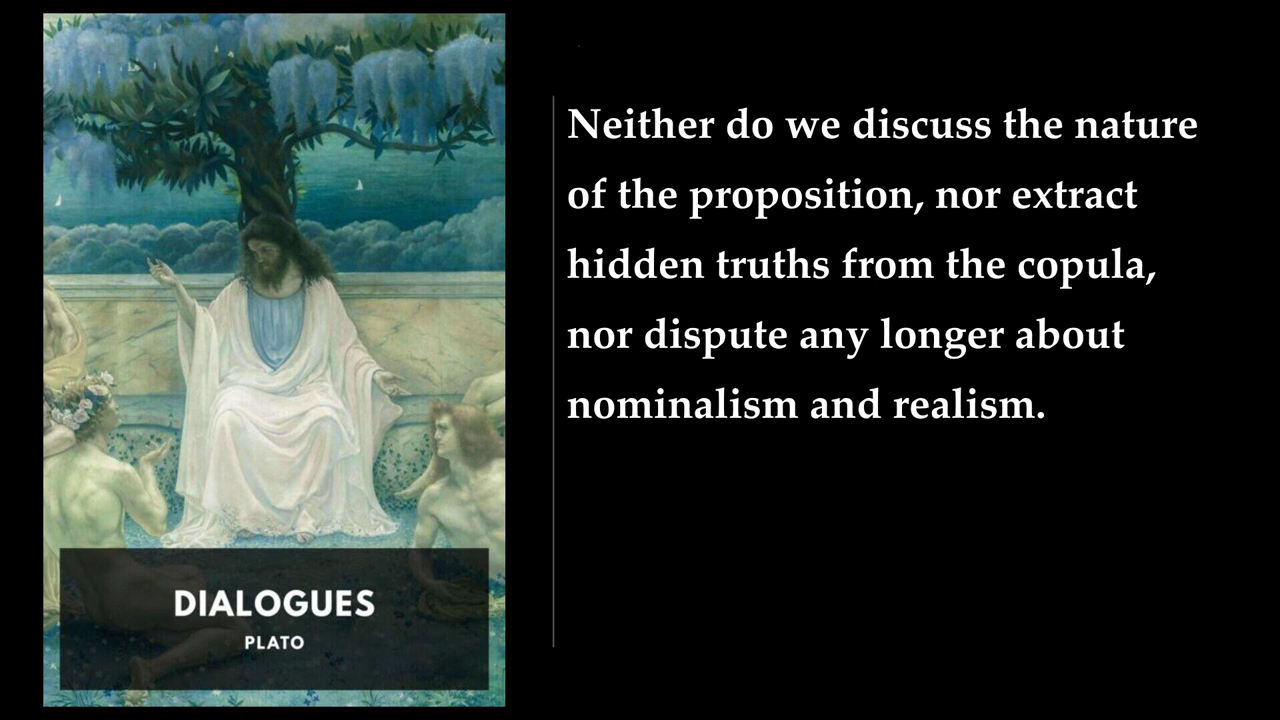 DIALOGUES
PLATO
Neither do we discuss the nature
of the proposition, nor extract
hidden truths from the copula,
nor dispute any longer about
nominalism and realism.